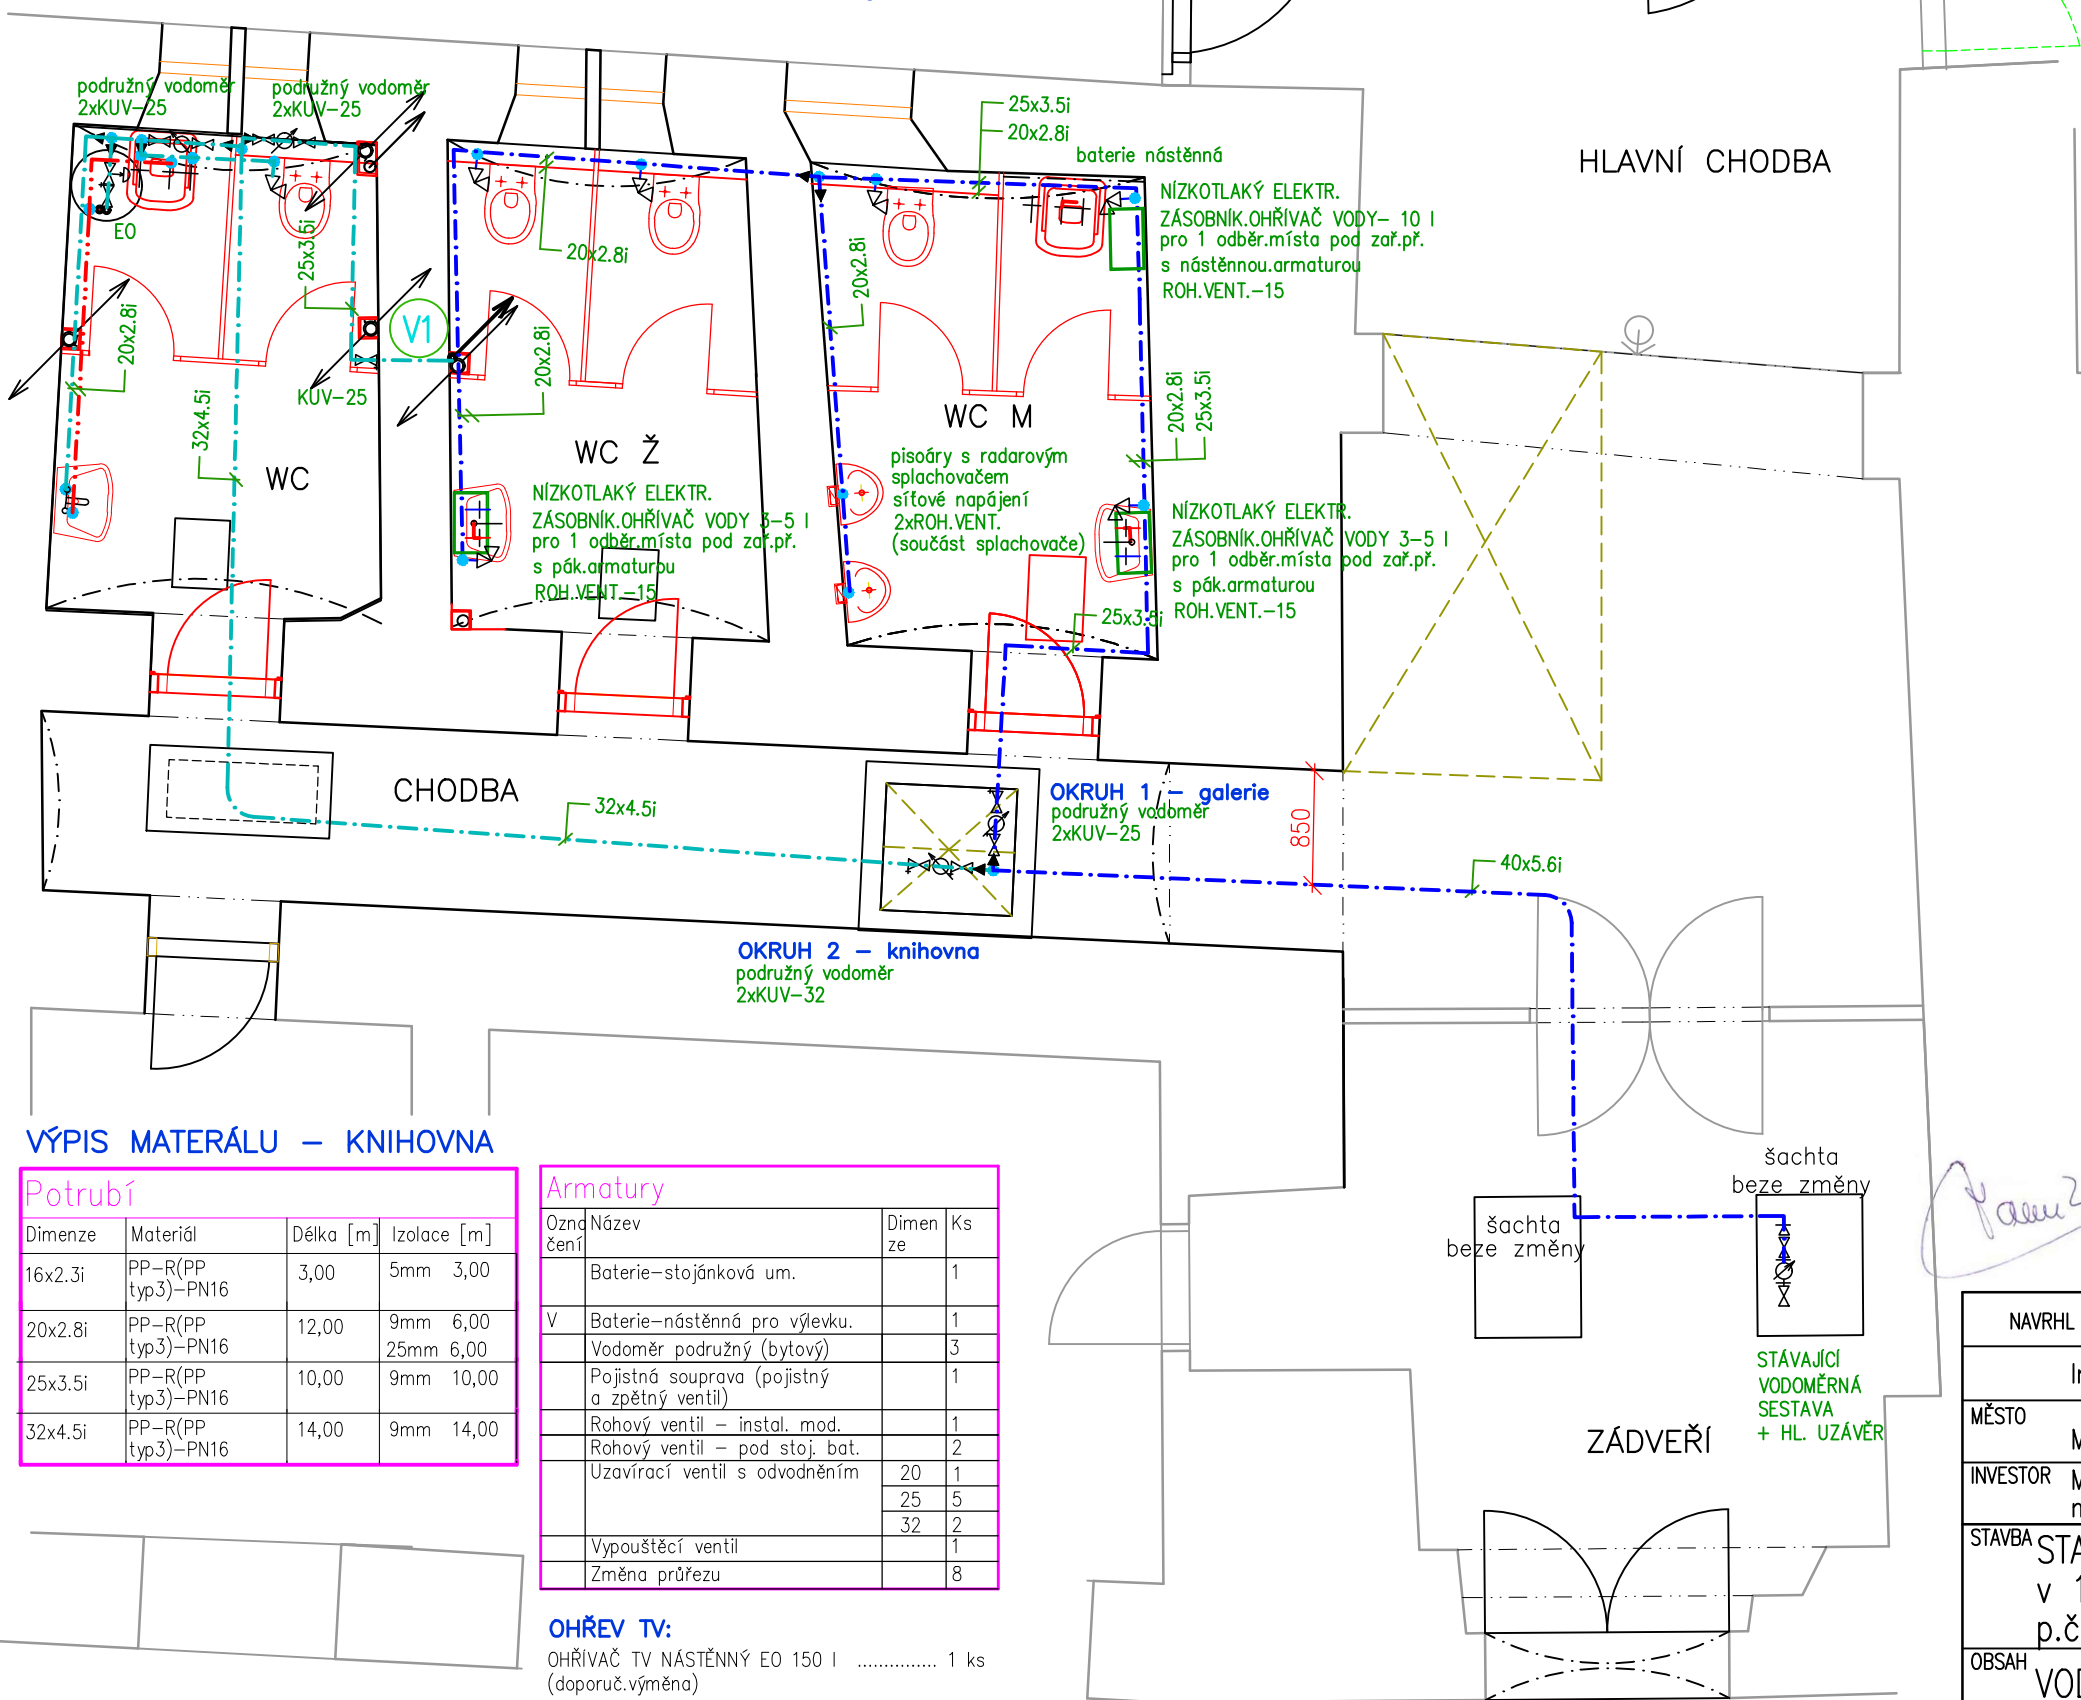 podružný vodoměr
2xKUV-25
podružný vodoměr
2xKUV-25
25x3.5i
20x2.8i
baterie nástěnná
NÍZKOTLAKÝ ELEKTR.
ZÁSOBNÍK.OHŘÍVAČ VODY- 10 l
pro 1 odběr.místa pod zař.př.
s nástěnnou.armaturou
ROH.VENT.-15
HLAVNÍ CHODBA
EO
25x3.5i
20x2.8i
20x2.8i
V1
20x2.8i
20x2.8i
32x4.5i
KUV-25
20x2.8i
25x3.5i
WC
WC Ž
WC M
NÍZKOTLAKÝ ELEKTR.
ZÁSOBNÍK.OHŘÍVAČ VODY 3-5 l
pro 1 odběr.místa pod zař.př.
s pák.armaturou
ROH.VENT.-15
pisoáry s radarovým
splachovačem
síťové napájení
2xROH.VENT.
(součást splachovače)
NÍZKOTLAKÝ ELEKTR.
ZÁSOBNÍK.OHŘÍVAČ VODY 3-5 l
pro 1 odběr.místa pod zař.př.
s pák.armaturou
ROH.VENT.-15
25x3.5i
CHODBA
32x4.5i
OKRUH 1 - galerie
podružný vodoměr
2xKUV-25
850
40x5.6i
OKRUH 2 - knihovna
podružný vodoměr
2xKUV-32
šachta
beze změny
šachta
beze změny
STÁVAJÍCÍ
VODOMĚRNÁ
SESTAVA
+ HL. UZÁVĚR
ZÁDVEŘÍ
VÝPIS MATERÁLU - KNIHOVNA
Potrubí
Dimenze Materiál Délka [m] Izolace [m]
16x2.3i PP-R(PP typ3)-PN16 3,00 5mm 3,00
20x2.8i PP-R(PP typ3)-PN16 12,00 9mm 6,00
25mm 6,00
25x3.5i PP-R(PP typ3)-PN16 10,00 9mm 10,00
32x4.5i PP-R(PP typ3)-PN16 14,00 9mm 14,00
Armatury
Ozna čení Název Dimen ze Ks
Baterie-stojánková um. 1
V Baterie-nástěnná pro výlevku. 1
Vodoměr podružný (bytový) 3
Pojistná souprava (pojistný a zpětný ventil) 1
Rohový ventil - instal. mod. 1
Rohový ventil - pod stoj. bat. 2
Uzavírací ventil s odvodněním 20 1
25 5
32 2
Vypouštěcí ventil 1
Změna průřezu 8
OHŘEV TV:
OHŘÍVAČ TV NÁSTĚNNÝ EO 150 l ............... 1 ks
(doporuč.výměna)
NAVRHL
MĚSTO
INVESTOR
STAVBA
v 1
p.č
OBSAH